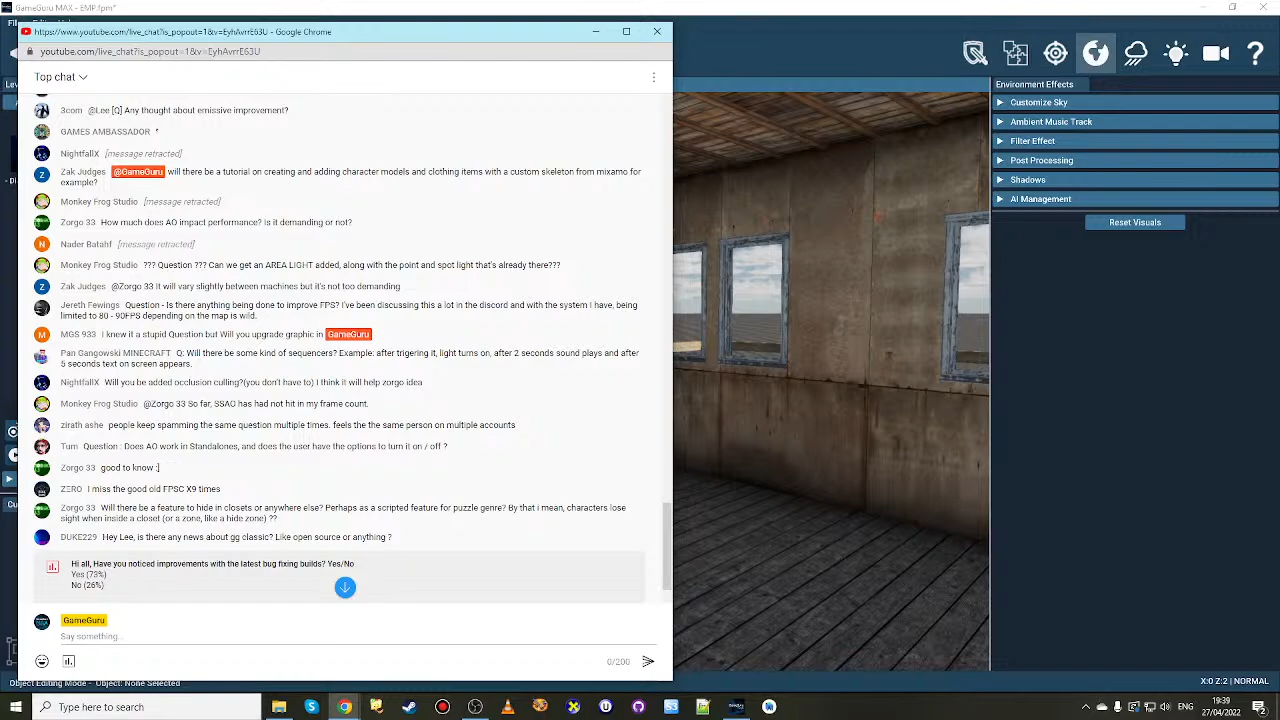 GameGuru MAX - EMP.fpm*
https://www.youtube.com/live_chat?is_popout=1&v=EyhAvrrE63U - Google Chrome
youtube.com/live_chat?is_popout=1&v=EyhAvrrE63U
Top chat
3com @Lee [Q] Any thought about emissive improvement?
GAMES AMBASSADOR
NightfallX [message retracted]
Zak Judges @GameGuru will there be a tutorial on creating and adding character models and clothing items with a custom skeleton from mixamo for
example?
Monkey Frog Studio [message retracted]
Zorgo 33 How much does AO impact performance? Is it demanding or not?
Nader Batahf [message retracted]
Monkey Frog Studio ??? Question ??? Can we get an AREA LIGHT added, along with the point and spot light that's already there???
Zak Judges @Zorgo 33 It will vary slightly between machines but it's not too demanding
Jereth Fewings Question - Is there anything being done to improve FPS? I've been discussing this a lot in the discord and with the system I have, being
limited to 80 - 90FPS depending on the map is wild.
MGS 933 I knew it a stupid Question but Will you upgrade graphic in GameGuru
Pan Gangowski MINECRAFT Q: Will there be some kind of sequencers? Example: after trigering it, light turns on, after 2 seconds sound plays and after
5 seconds text on screen appears.
NightfallX Will you be added occlusion culling?(you don't have to) I think it will help zorgo idea
Monkey Frog Studio @Zorgo 33 So far, SSAO has had not hit in my frame count.
zirath ashe people keep spamming the same question multiple times. feels the the same person on multiple accounts
Tum Question : Does AO work in Standalones, and does the user have the options to turn it on / off ?
Zorgo 33 good to know :]
ZERO I miss the good old FPSC X9 times
Zorgo 33 Will there be a feature to hide in closets or anywhere else? Perhaps as a scripted feature for puzzle genre? By that i mean, characters lose
sight when inside a closet (or a zone, like a hide zone) ??
DUKE229 Hey Lee, is there any news about gg classic? Like open source or anything ?
Hi all, Have you noticed improvements with the latest bug fixing builds? Yes/No
Yes (73%)
No (26%)
GameGuru
Say something...
0/200
Environment Effects
Customize Sky
Ambient Music Track
Filter Effect
Post Processing
Shadows
AI Management
Reset Visuals
Object Editing Mode - Object: None Selected
X:0 Z:2 | NORMAL
Type here to search
19:39
27/04/2022